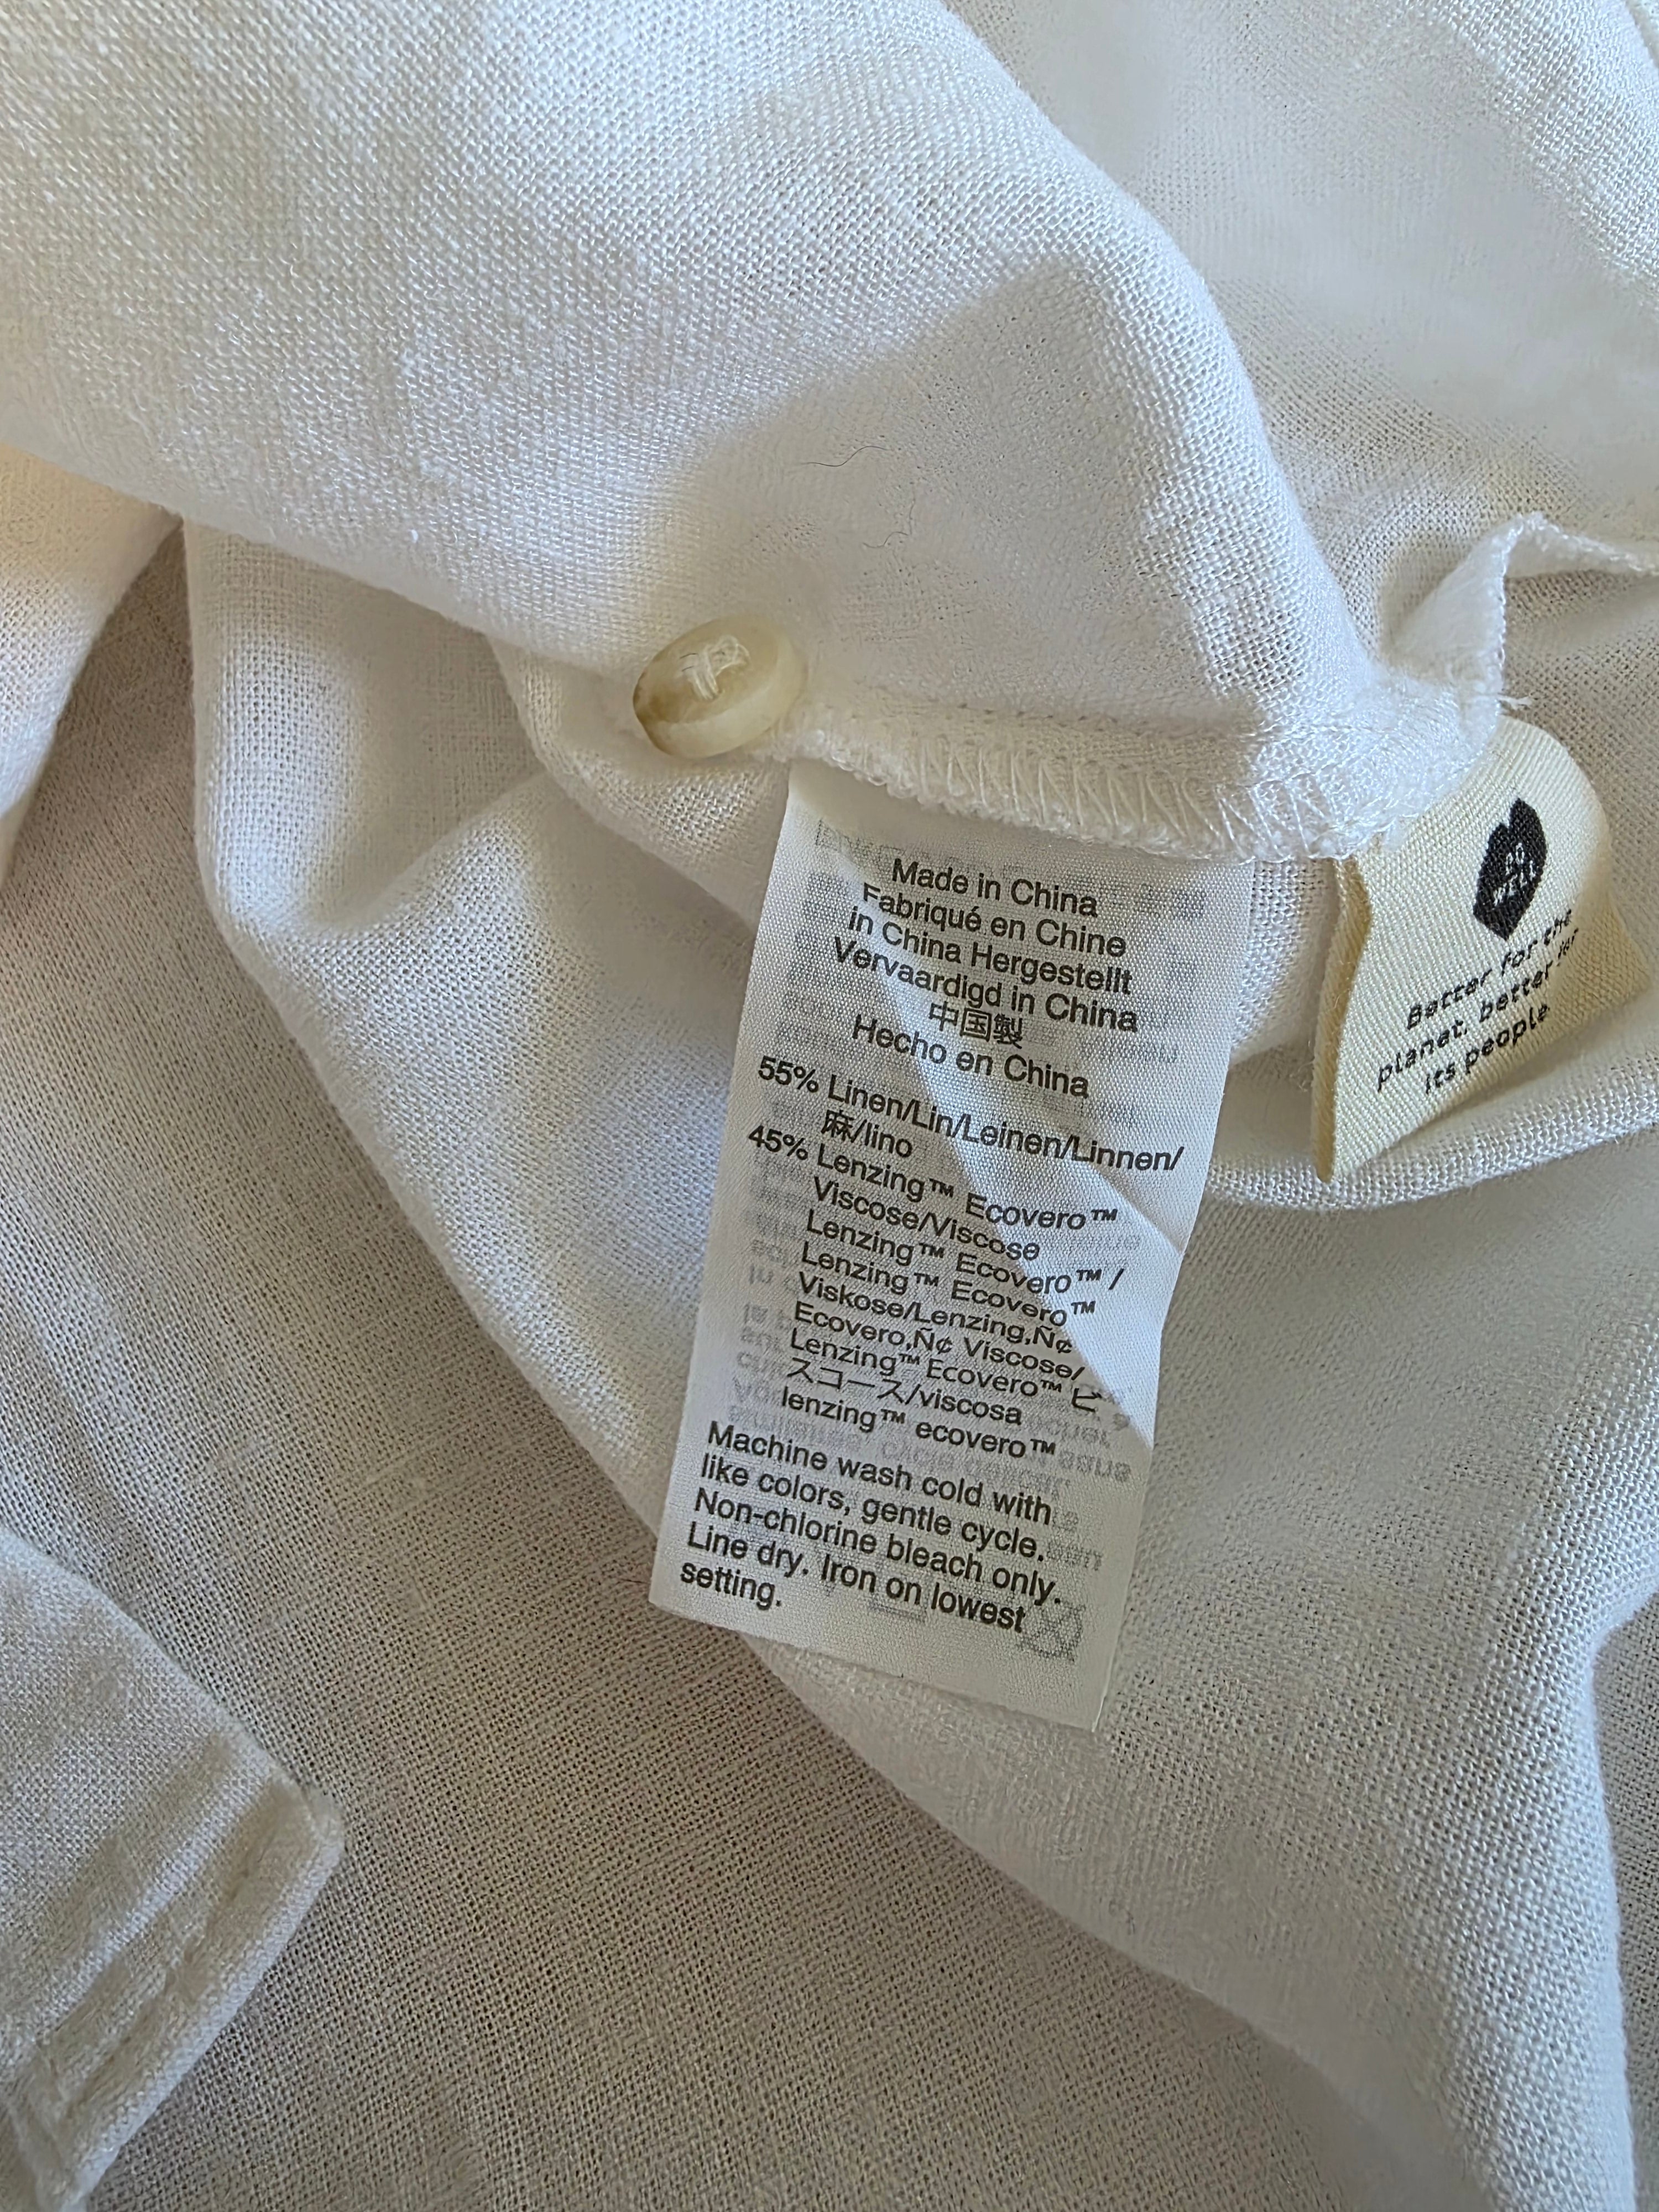 Made in China
Fabriqué en Chine
in China Hergestellt
Vervaardigd in China
中国製
Hecho en China
55% Linen/Lin/Leinen/Linnen/
麻/lino
45% Lenzing™ Ecovero™
Viscose/Viscose
Lenzing™ Ecovero™ /
Lenzing™ Ecovero™
Viskose/Lenzing‚Ñ¢
Ecovero‚Ñ¢ Viscose/
Lenzing™ Ecovero™ ビ
スコース/viscosa
lenzing™ ecovero™
Machine wash cold with
like colors, gentle cycle.
Non-chlorine bleach only.
Line dry. Iron on lowest
setting.
DO
WELL
Better for the
planet, better for
its people